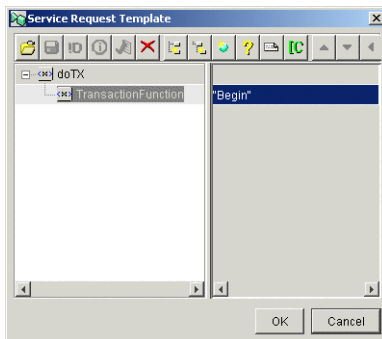 Service Request Template
!D
[C
doTX
TransactionFunction "Begin"
OK Cancel